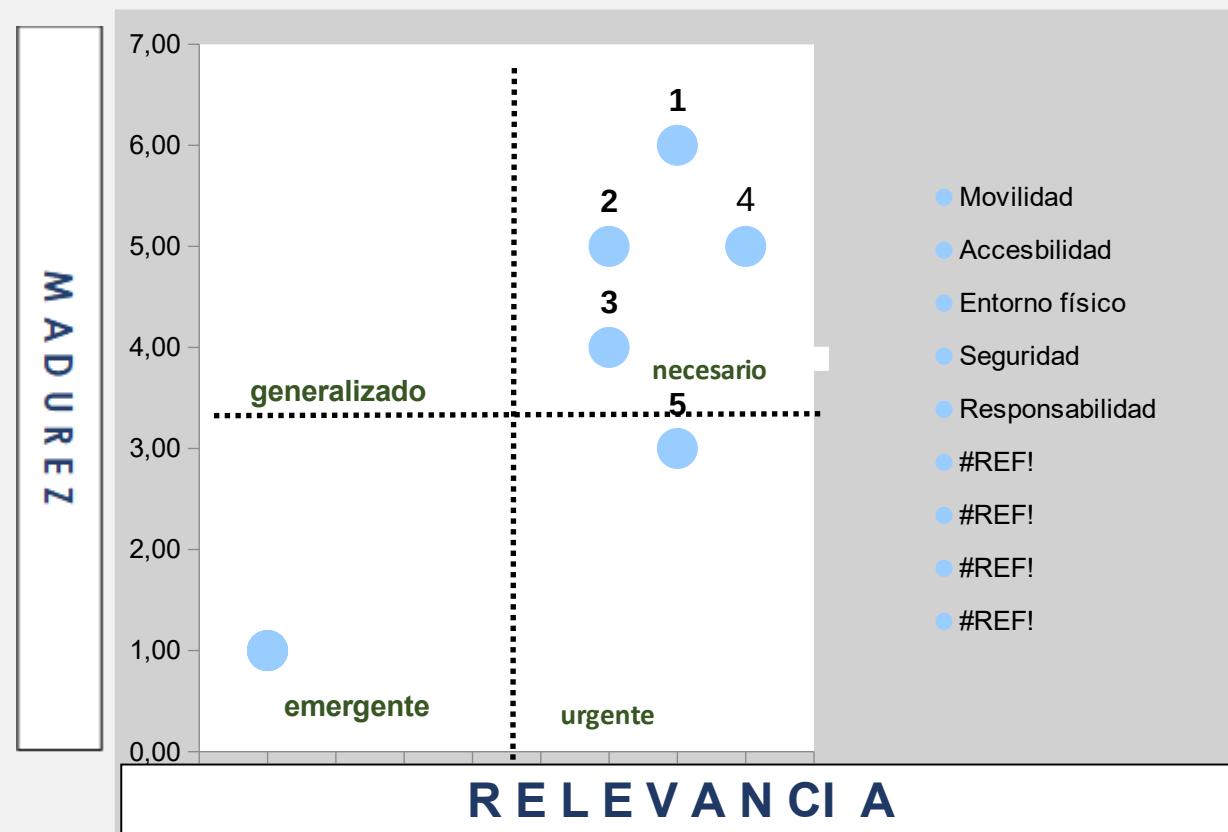 MADUREZ
7,00
6,00
5,00
4,00
3,00
2,00
1,00
0,00
1
2
4
3
necesario
generalizado
5
emergente
urgente
Movilidad
Accesbilidad
Entorno físico
Seguridad
Responsabilidad
#REF!
#REF!
#REF!
#REF!
R E L E V A N CI A